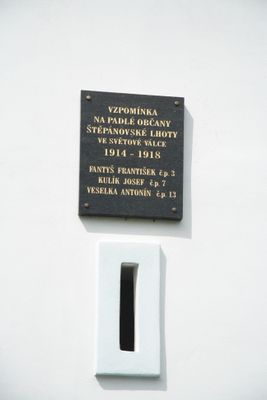 VZPOMÍNKA
NA PADLÉ OBČANY
ŠTĚPÁNOVSKÉ LHOTY
VE SVĚTOVÉ VÁLCE
1914 - 1918
FANTYŠ FRANTIŠEK č.p. 3
KULÍK JOSEF č.p. 7
VESELKA ANTONÍN č.p. 13